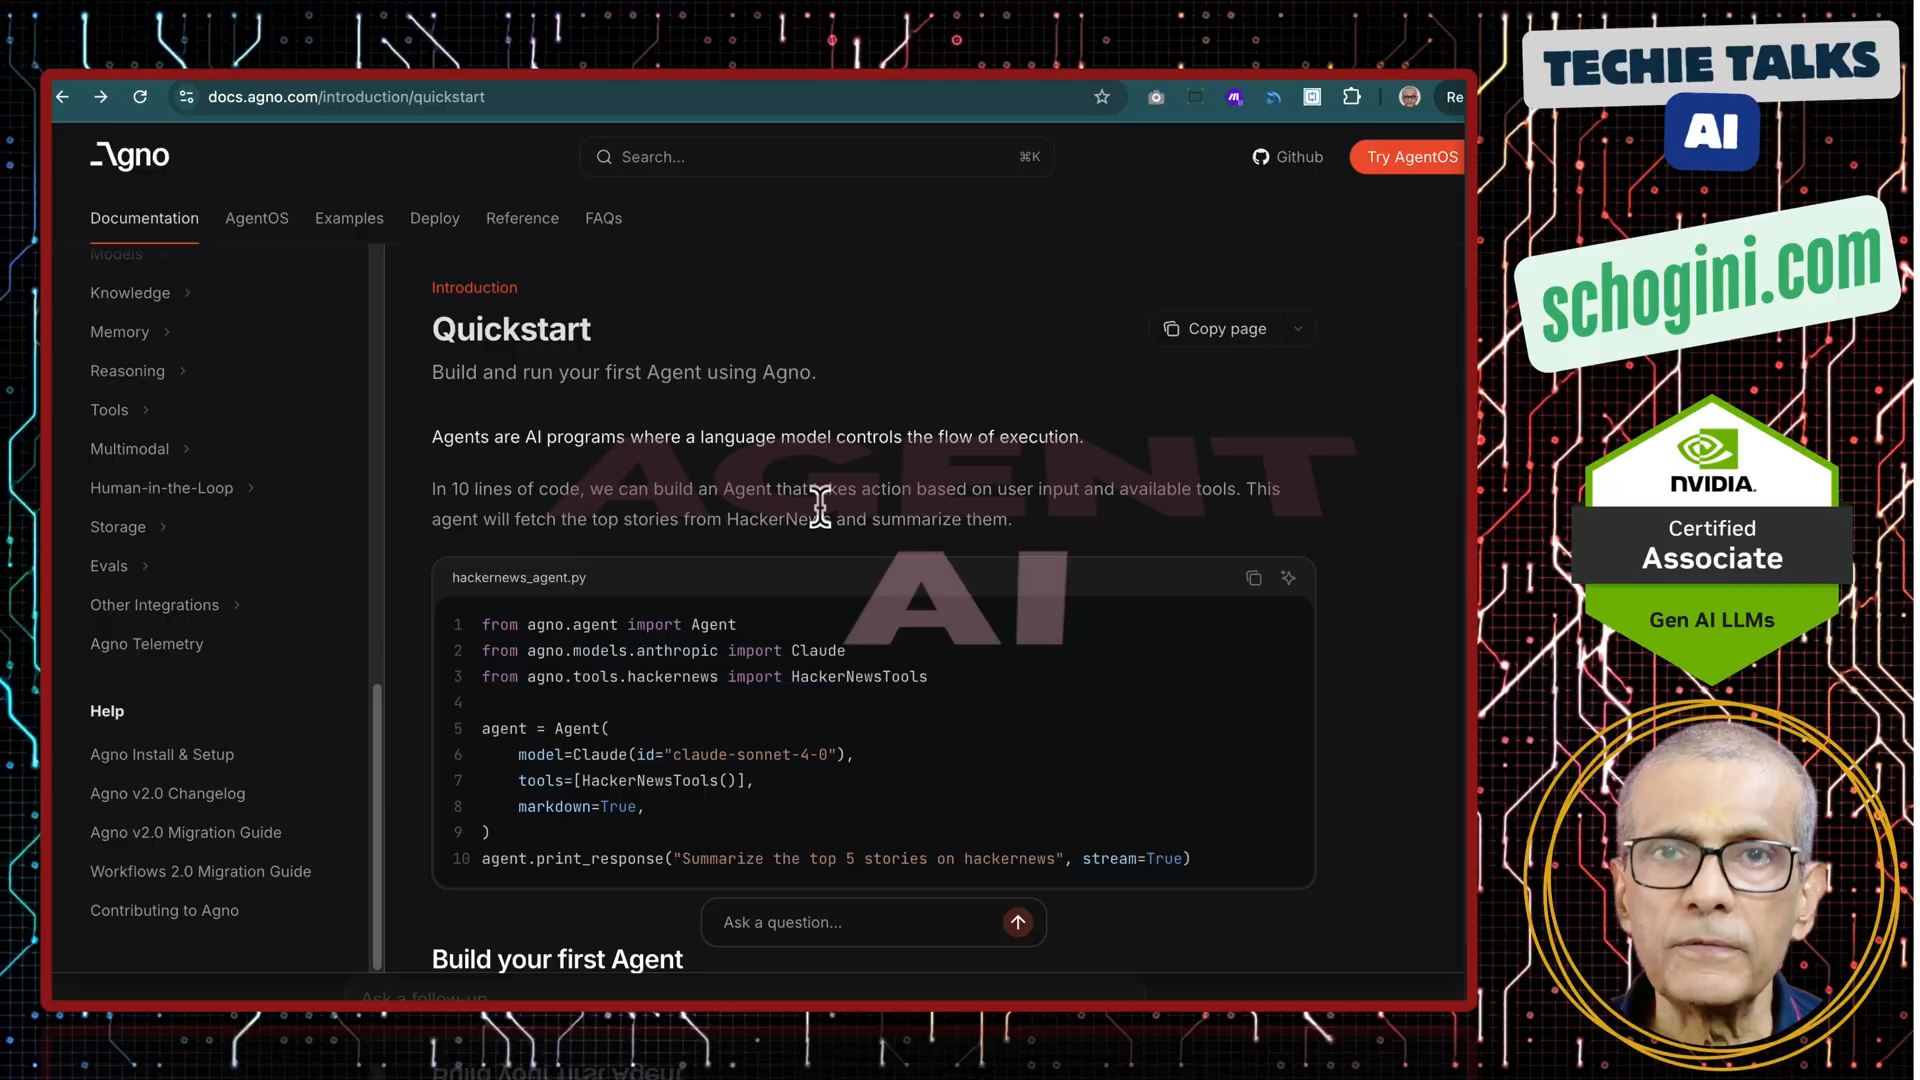 docs.agno.com/introduction/quickstart
Re
Agno
Search...
⌘K
Github
Try AgentOS
Documentation
AgentOS
Examples
Deploy
Reference
FAQs
Models
Knowledge
Memory
Reasoning
Tools
Multimodal
Human-in-the-Loop
Storage
Evals
Other Integrations
Agno Telemetry
Help
Agno Install & Setup
Agno v2.0 Changelog
Agno v2.0 Migration Guide
Workflows 2.0 Migration Guide
Contributing to Agno
Introduction
Quickstart
Copy page
Build and run your first Agent using Agno.
Agents are AI programs where a language model controls the flow of execution.
In 10 lines of code, we can build an Agent that takes action based on user input and available tools. This
agent will fetch the top stories from HackerNews and summarize them.
AGENT
AI
hackernews_agent.py
1 from agno.agent import Agent
2 from agno.models.anthropic import Claude
3 from agno.tools.hackernews import HackerNewsTools
4
5 agent = Agent(
6 model=Claude(id="claude-sonnet-4-0"),
7 tools=[HackerNewsTools()],
8 markdown=True,
9 )
10 agent.print_response("Summarize the top 5 stories on hackernews", stream=True)
Ask a question...
Build your first Agent
Ask a follow-up
TECHIE TALKS
AI
schogini.com
NVIDIA.
Certified
Associate
Gen AI LLMs